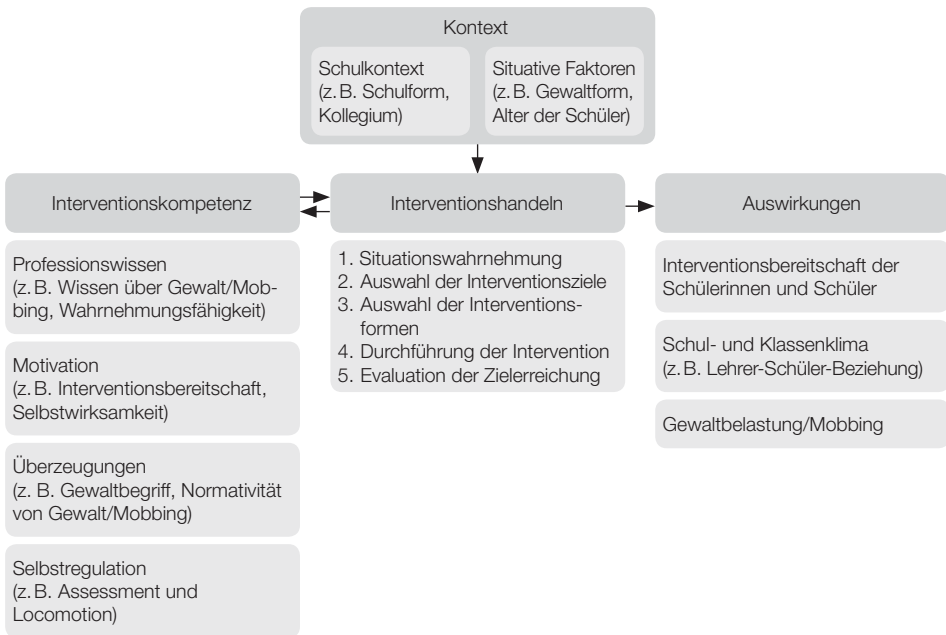 Kontext
Schulkontext
(z. B. Schulform,
Kollegium)
Situative Faktoren
(z. B. Gewaltform,
Alter der Schüler)
Interventionskompetenz
Interventionshandeln
Auswirkungen
Professionswissen
(z. B. Wissen über Gewalt/Mob-
bing, Wahrnehmungsfähigkeit)
Motivation
(z. B. Interventionsbereitschaft,
Selbstwirksamkeit)
Überzeugungen
(z. B. Gewaltbegriff, Normativität
von Gewalt/Mobbing)
Selbstregulation
(z. B. Assessment und
Locomotion)
1. Situationswahrnehmung
2. Auswahl der Interventionsziele
3. Auswahl der Interventions-
formen
4. Durchführung der Intervention
5. Evaluation der Zielerreichung
Interventionsbereitschaft der
Schülerinnen und Schüler
Schul- und Klassenklima
(z. B. Lehrer-Schüler-Beziehung)
Gewaltbelastung/Mobbing